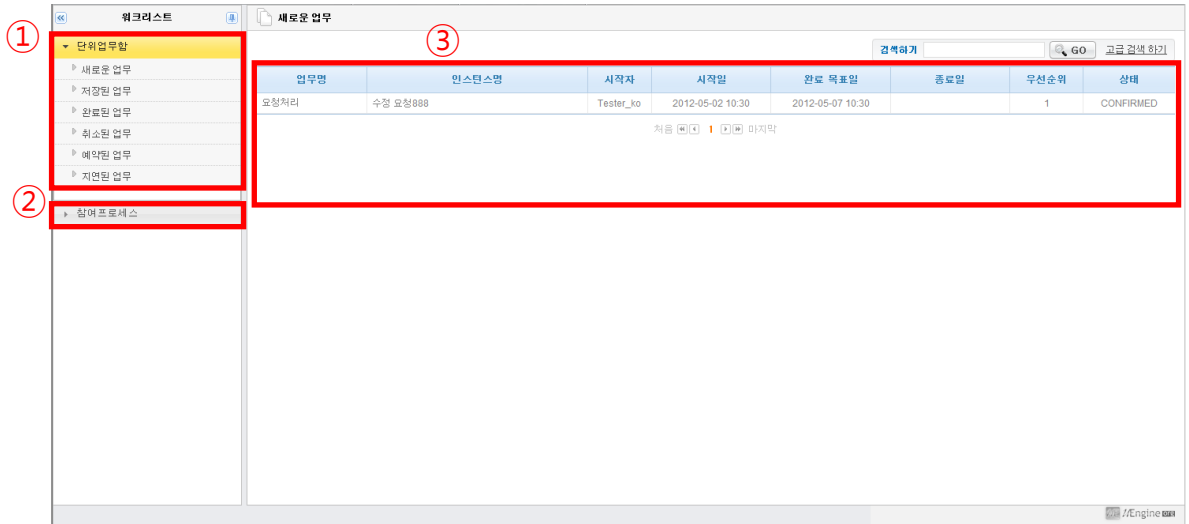 워크리스트
새로운 업무
①
단위업무함
새로운 업무
저장된 업무
완료된 업무
취소된 업무
예약된 업무
지연된 업무
②
참여프로세스
③
검색하기 GO 고급 검색 하기
업무명 인스턴스명 시작자 시작일 완료 목표일 종료일 우선순위 상태
요청처리 수정 요청888 Tester_ko 2012-05-02 10:30 2012-05-07 10:30 1 CONFIRMED
처음 1 마지막